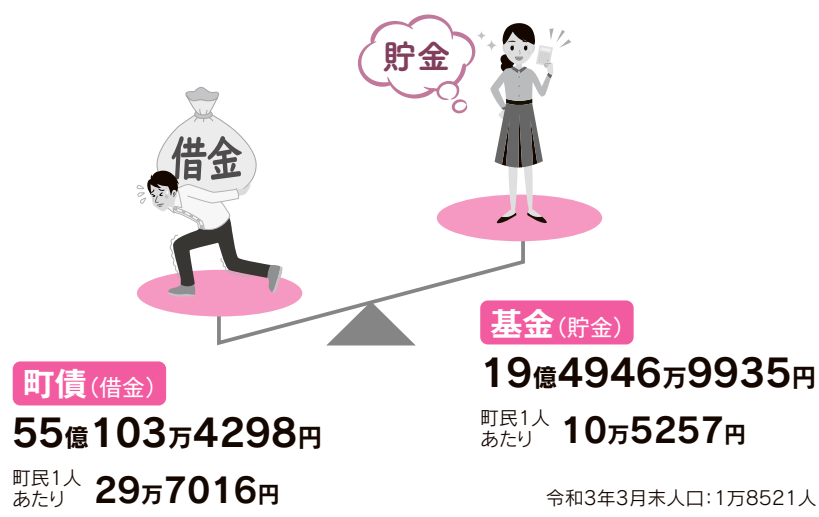 貯金
借金
基金(貯金)
19億4946万9935円
町民1人
あたり
10万5257円
町債(借金)
55億103万4298円
町民1人
あたり
29万7016円
令和3年3月末人口：1万8521人